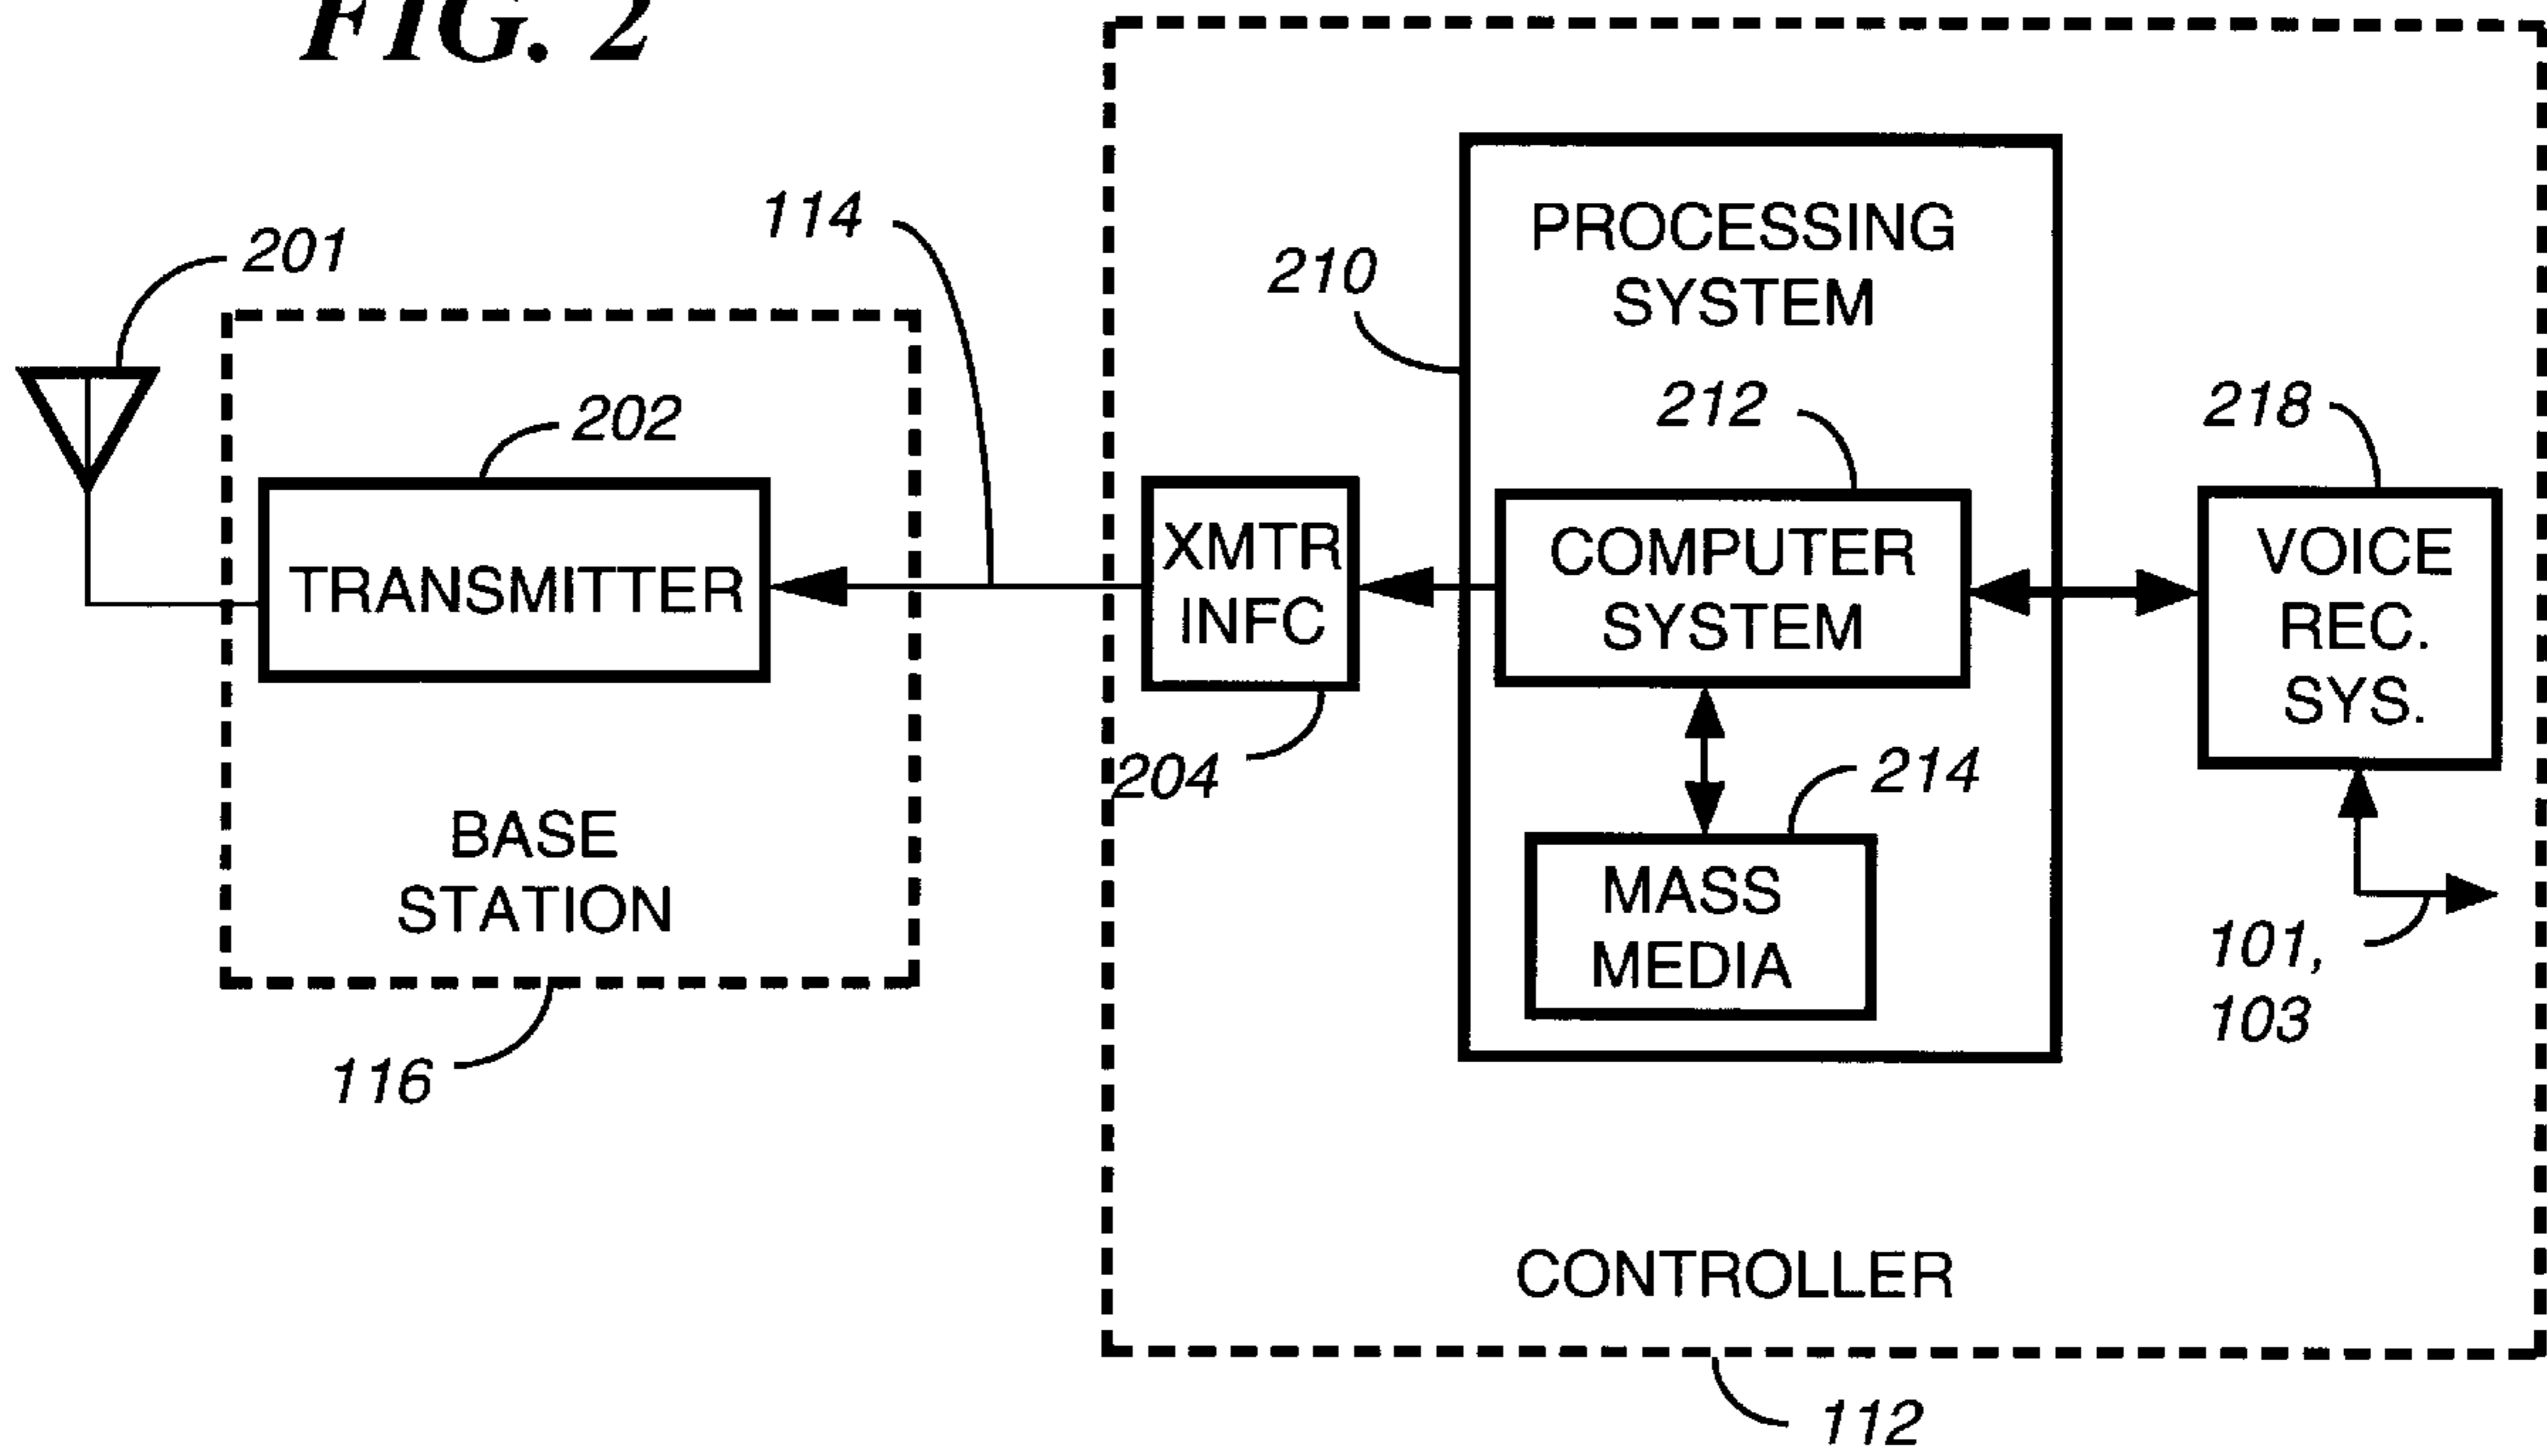 FIG. 2
114
201
PROCESSING
SYSTEM
210
202
212
218
TRANSMITTER
XMTR
INFC
COMPUTER
SYSTEM
VOICE
REC.
SYS.
204
214
BASE
STATION
MASS
MEDIA
101,
103
116
CONTROLLER
112